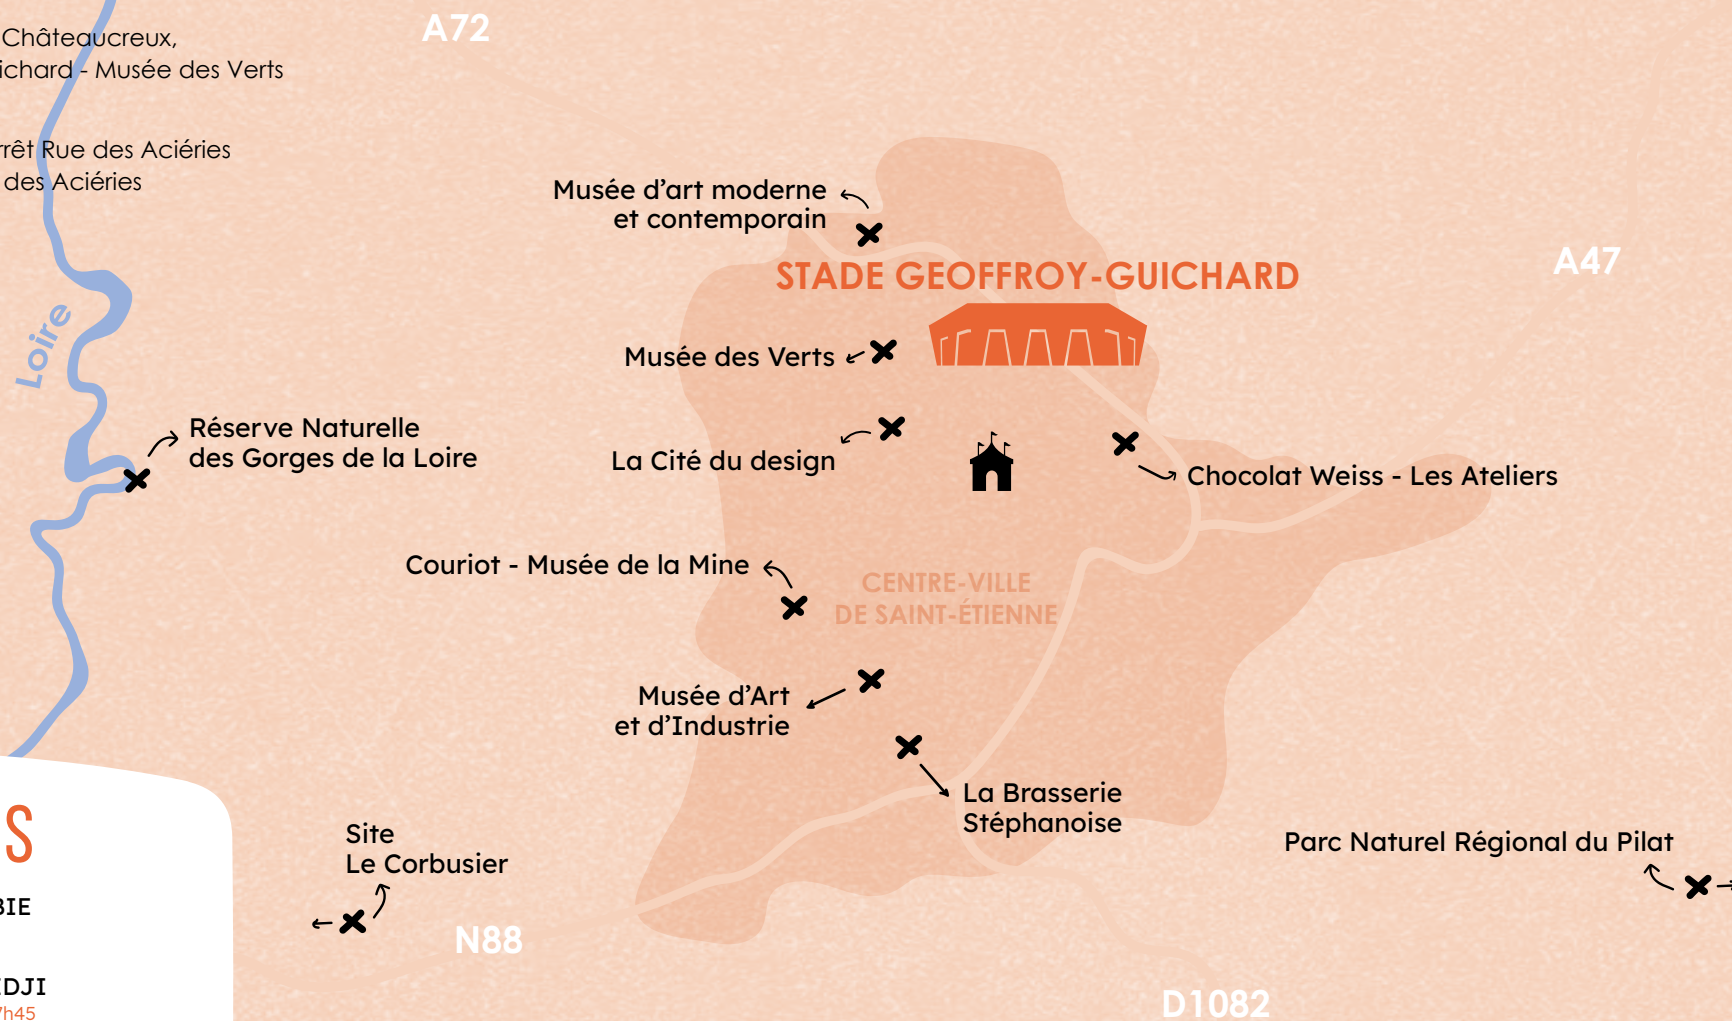 Châteaucreux,
A72
ichard - Musée des Verts
rrêt Rue des Aciéries
des Aciéries
Musée d'art moderne
et contemporain
A47
STADE GEOFFROY-GUICHARD
Loire
Musée des Verts
Réserve Naturelle
des Gorges de la Loire
La Cité du design
Chocolat Weiss - Les Ateliers
Couriot - Musée de la Mine
CENTRE-VILLE
DE SAINT-ÉTIENNE
Musée d'Art
et d'Industrie
La Brasserie
Stéphanoise
Site
Le Corbusier
Parc Naturel Régional du Pilat
S
BIE
N88
IDJI
7h45
D1082